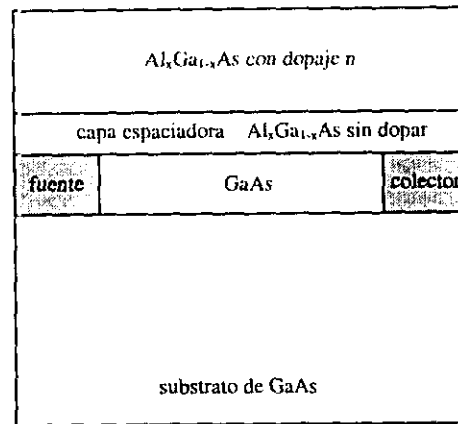 AlₓGa₁₋ₓAs con dopaje n
capa espaciadora AlₓGa₁₋ₓAs sin dopar
fuente GaAs colector
substrato de GaAs